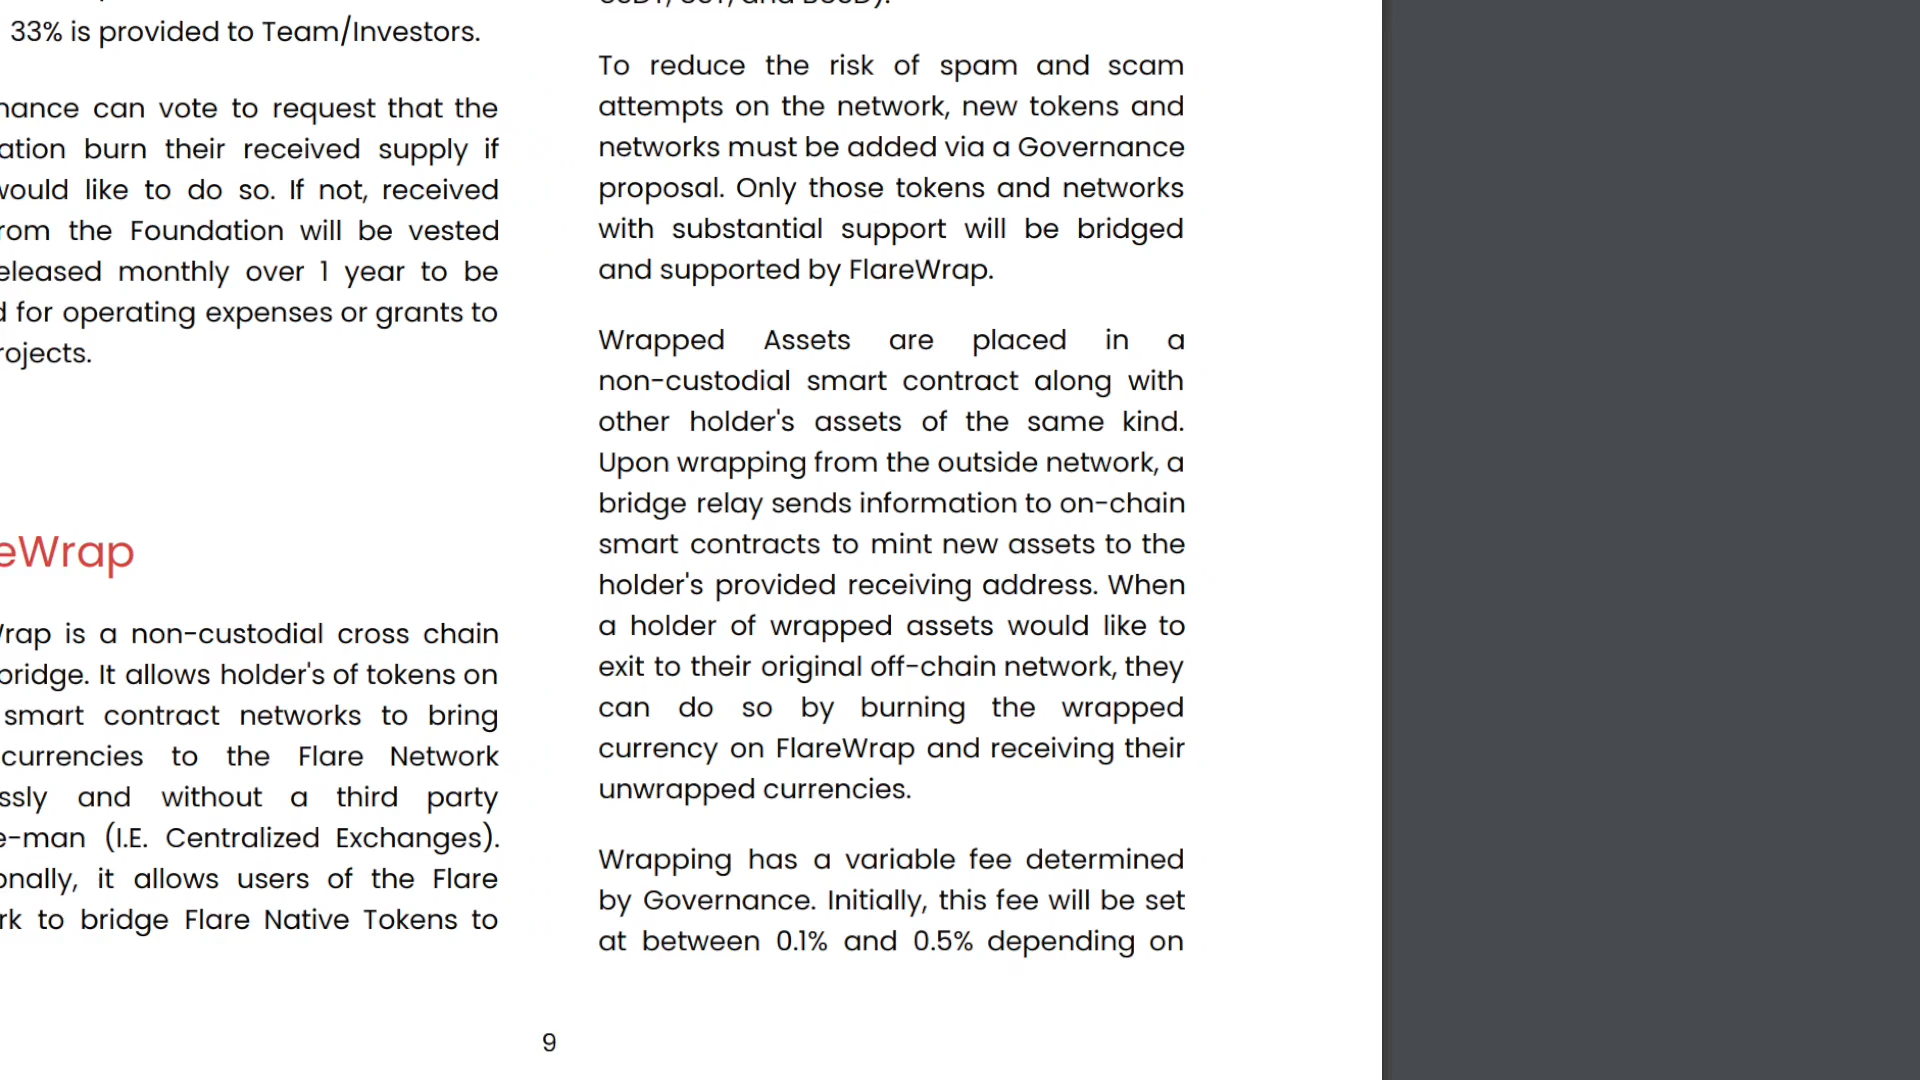 33% is provided to Team/Investors.
can vote to request that the
burn their received supply if
would like to do so. If not, received
from the Foundation will be vested
released monthly over 1 year to be
for operating expenses or grants to
rojects.
eWrap
Wrap is a non-custodial cross chain
bridge. It allows holder's of tokens on
smart contract networks to bring
currencies to the Flare Network
ssly and without a third party
e-man (I.E. Centralized Exchanges).
onally, it allows users of the Flare
rk to bridge Flare Native Tokens to
To reduce the risk of spam and scam
attempts on the network, new tokens and
networks must be added via a Governance
proposal. Only those tokens and networks
with substantial support will be bridged
and supported by FlareWrap.
Wrapped Assets are placed in a
non-custodial smart contract along with
other holder's assets of the same kind.
Upon wrapping from the outside network, a
bridge relay sends information to on-chain
smart contracts to mint new assets to the
holder's provided receiving address. When
a holder of wrapped assets would like to
exit to their original off-chain network, they
can do so by burning the wrapped
currency on FlareWrap and receiving their
unwrapped currencies.
Wrapping has a variable fee determined
by Governance. Initially, this fee will be set
at between 0.1% and 0.5% depending on
9